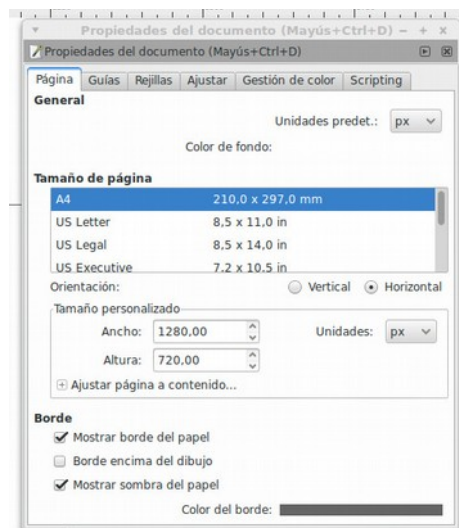 Propiedades del documento (Mayús+Ctrl+D)
Propiedades del documento (Mayús+Ctrl+D)
Página Guías Rejillas Ajustar Gestión de color Scripting
General
Unidades predet.: px
Color de fondo:
Tamaño de página
A4 210,0 x 297,0 mm
US Letter 8,5 x 11,0 in
US Legal 8,5 x 14,0 in
US Executive 7,2 x 10,5 in
Orientación: Vertical Horizontal
Tamaño personalizado
Ancho: 1280,00 Unidades: px
Altura: 720,00
Ajustar página a contenido...
Borde
Mostrar borde del papel
Borde encima del dibujo
Mostrar sombra del papel
Color del borde: